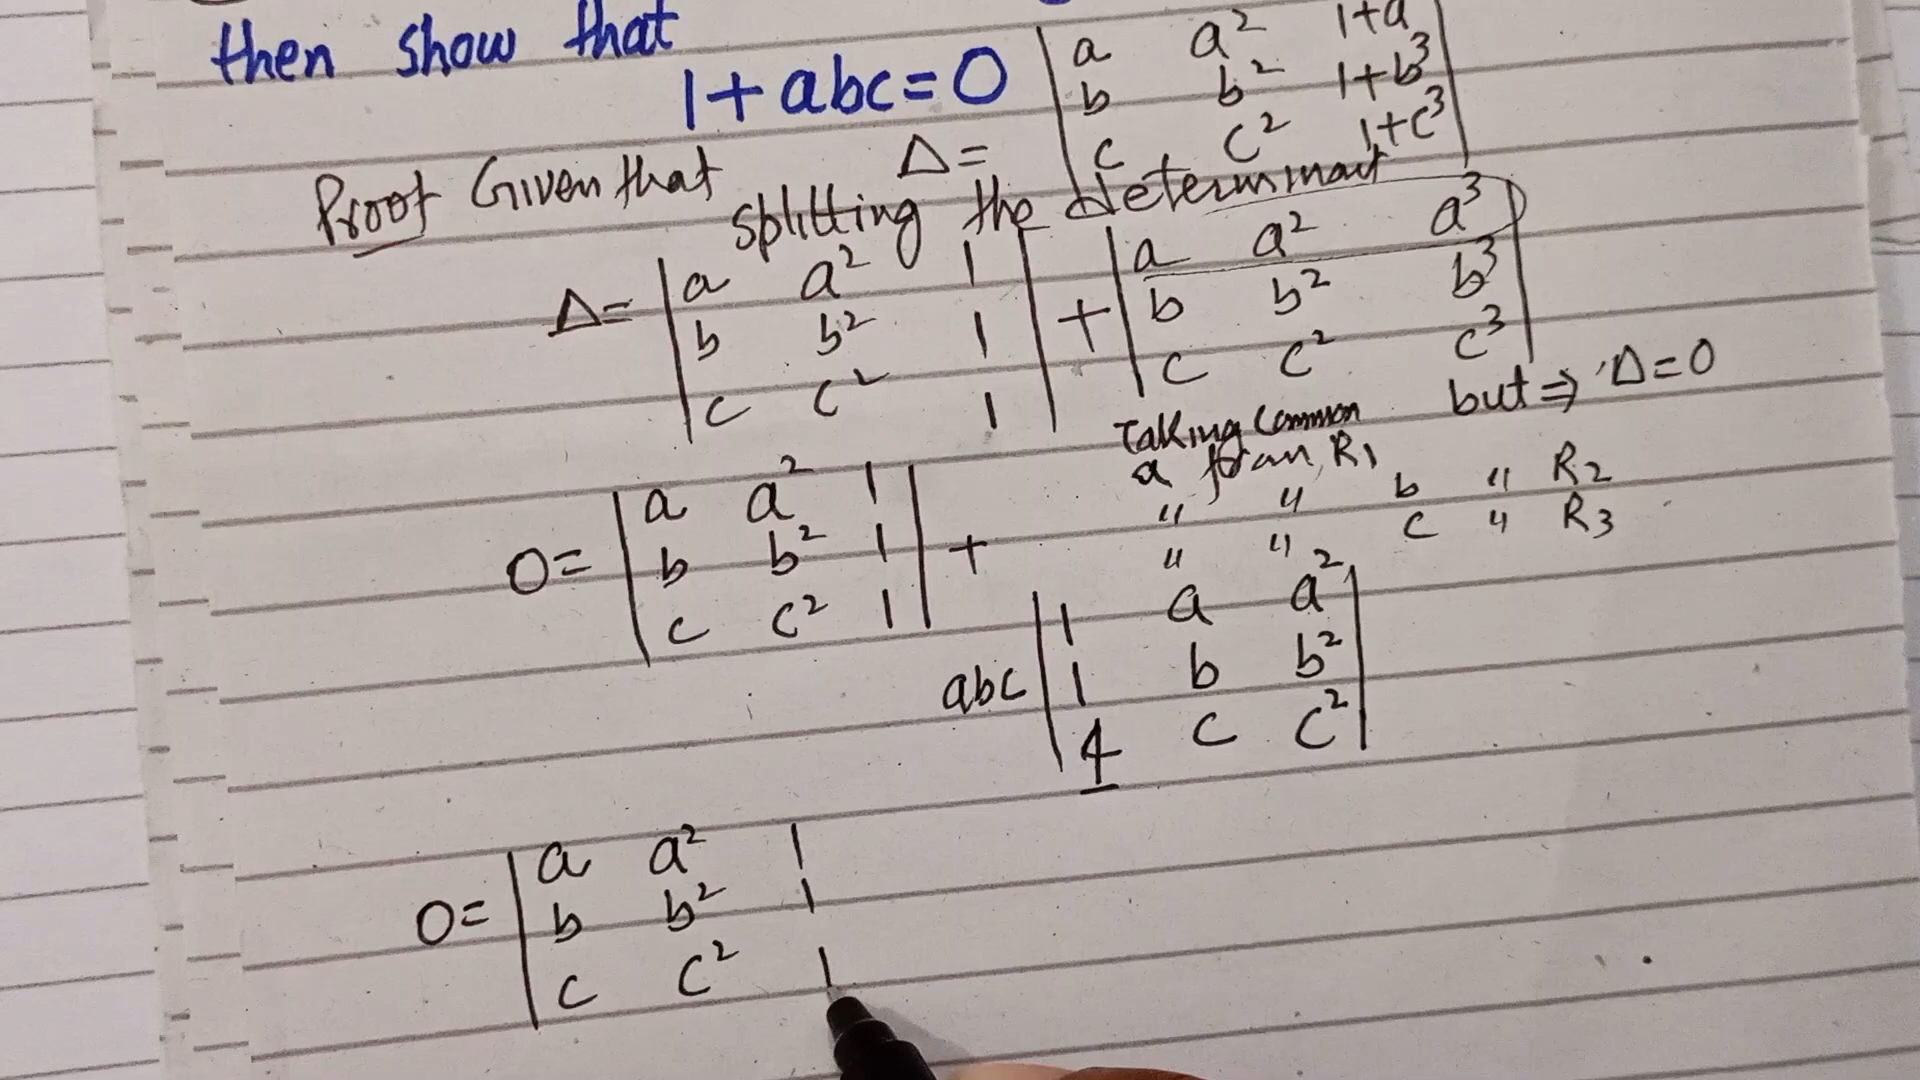 then show that
1+abc=0
Proof Given that Δ= | a a² 1+a |
| b b² 1+b³ |
| c c² 1+c³ |
splitting the determinant
Δ= | a a² 1 | + | a a² a³ |
| b b² 1 | | b b² b³ |
| c c² 1 | | c c² c³ |
but ⇒ Δ=0
Taking common
a from R1
" " b " R2
" " c " R3
0= | a a² 1 | + abc | 1 a a² |
| b b² 1 | | 1 b b² |
| c c² 1 | | 1 c c² |
0= | a a² 1
| b b² 1
| c c² 1